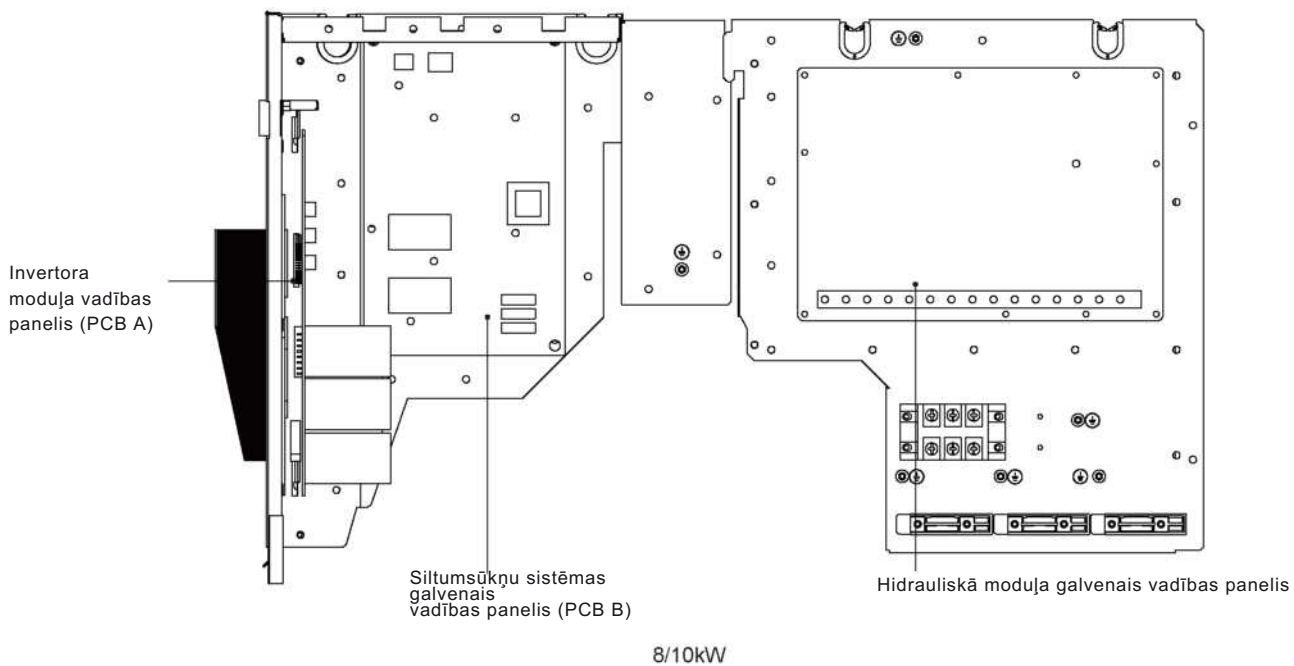 Invertora
moduļa vadības
panelis (PCB A)
Siltumsūkņu sistēmas
galvenais
vadības panelis (PCB B)
Hidrauliskā moduļa galvenais vadības panelis
8/10kW